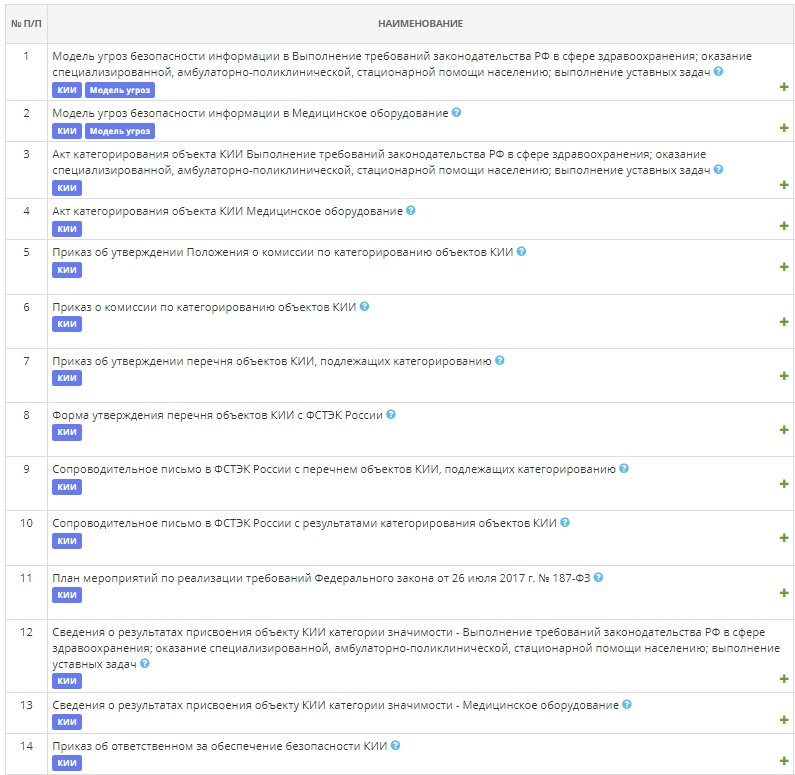 № П/П НАИМЕНОВАНИЕ
1 Модель угроз безопасности информации в Выполнение требований законодательства РФ в сфере здравоохранения; оказание
специализированной, амбулаторно-поликлинической, стационарной помощи населению; выполнение уставных задач ?
КИИ Модель угроз
2 Модель угроз безопасности информации в Медицинское оборудование ?
КИИ Модель угроз
3 Акт категорирования объекта КИИ Выполнение требований законодательства РФ в сфере здравоохранения; оказание
специализированной, амбулаторно-поликлинической, стационарной помощи населению; выполнение уставных задач ?
КИИ
4 Акт категорирования объекта КИИ Медицинское оборудование ?
КИИ
5 Приказ об утверждении Положения о комиссии по категорированию объектов КИИ ?
КИИ
6 Приказ о комиссии по категорированию объектов КИИ ?
КИИ
7 Приказ об утверждении перечня объектов КИИ, подлежащих категорированию ?
КИИ
8 Форма утверждения перечня объектов КИИ с ФСТЭК России ?
КИИ
9 Сопроводительное письмо в ФСТЭК России с перечнем объектов КИИ, подлежащих категорированию ?
КИИ
10 Сопроводительное письмо в ФСТЭК России с результатами категорирования объектов КИИ ?
КИИ
11 План мероприятий по реализации требований Федерального закона от 26 июля 2017 г. № 187-ФЗ ?
КИИ
12 Сведения о результатах присвоения объекту КИИ категории значимости - Выполнение требований законодательства РФ в сфере
здравоохранения; оказание специализированной, амбулаторно-поликлинической, стационарной помощи населению; выполнение
уставных задач ?
КИИ
13 Сведения о результатах присвоения объекту КИИ категории значимости - Медицинское оборудование ?
КИИ
14 Приказ об ответственном за обеспечение безопасности КИИ ?
КИИ